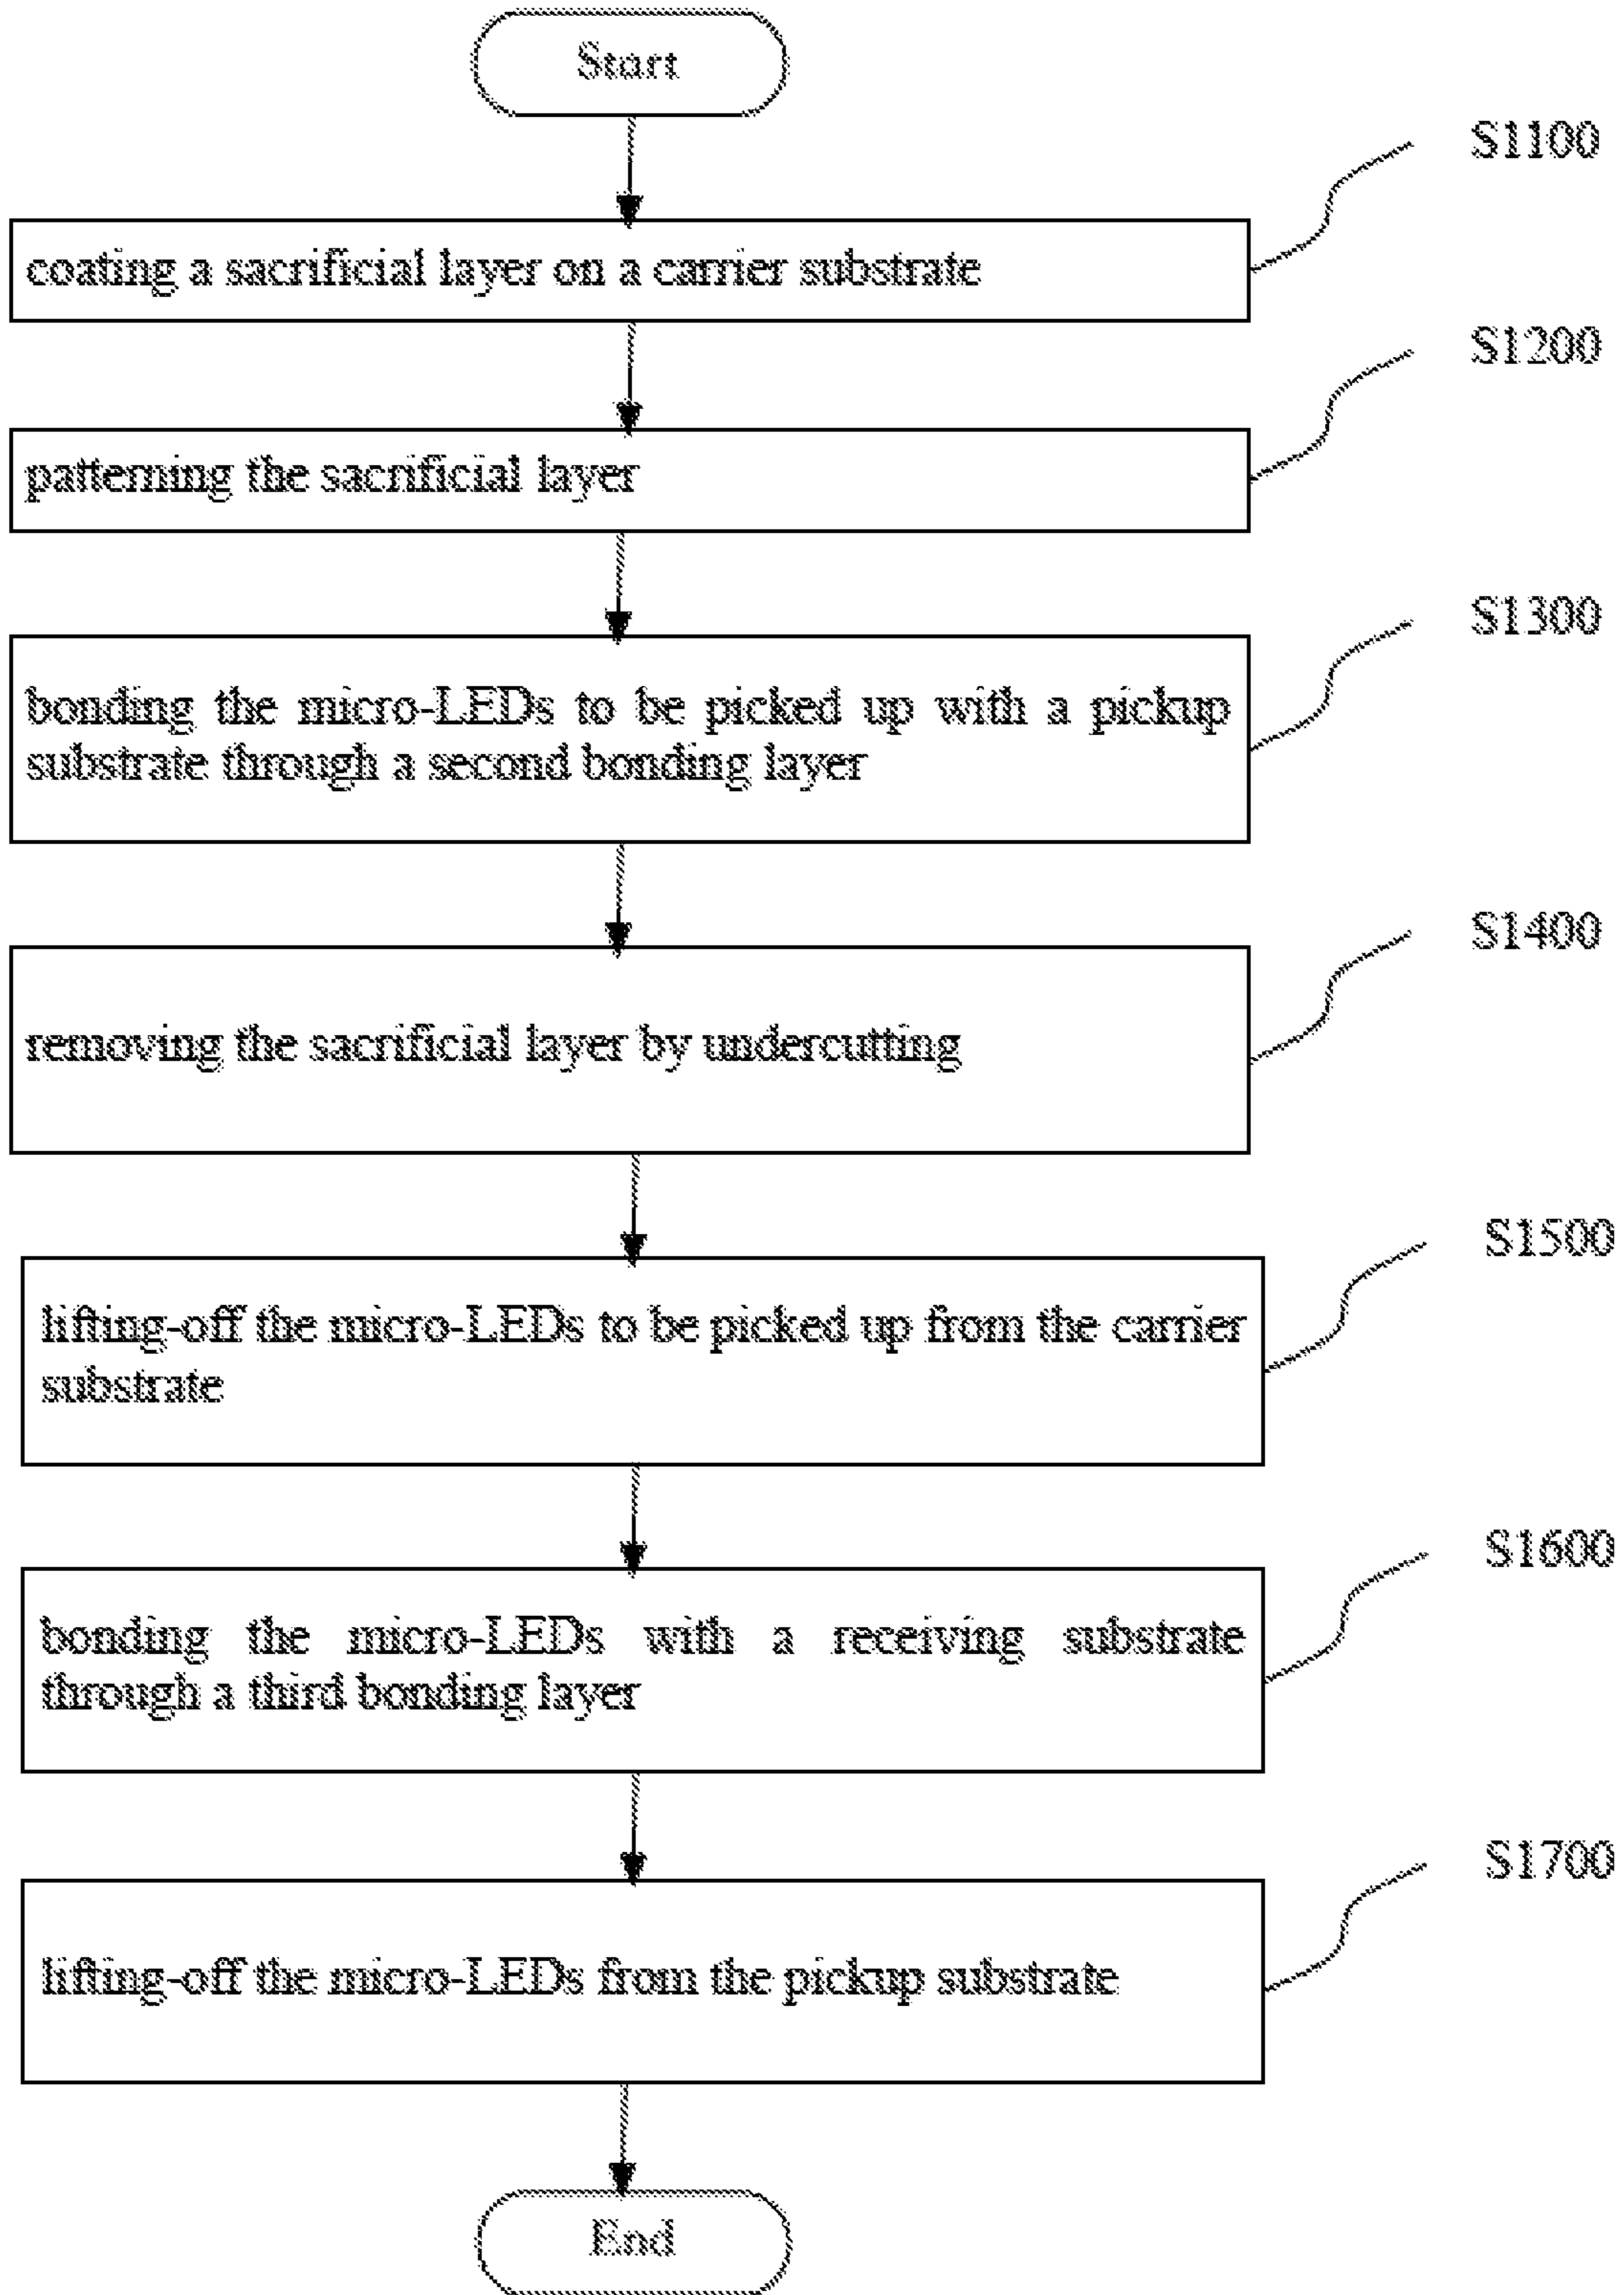 Start
S1100
coating a sacrificial layer on a carrier substrate
S1200
patterning the sacrificial layer
S1300
bonding the micro-LEDs to be picked up with a pickup
substrate through a second bonding layer
S1400
removing the sacrificial layer by undercutting
S1500
lifting-off the micro-LEDs to be picked up from the carrier
substrate
S1600
bonding the micro-LEDs with a receiving substrate
through a third bonding layer
S1700
lifting-off the micro-LEDs from the pickup substrate
End